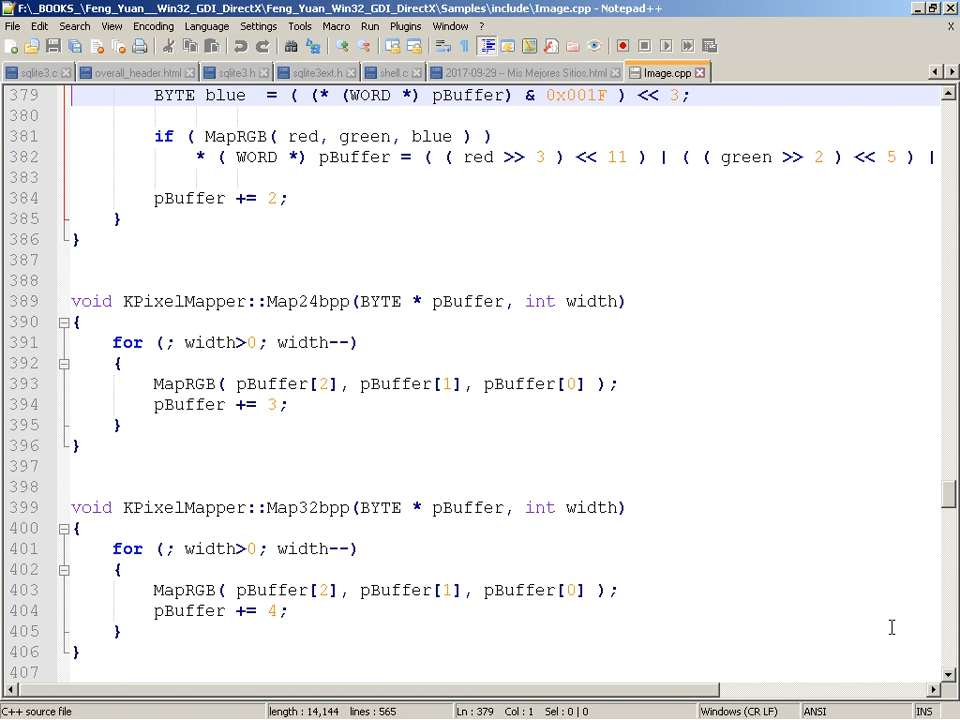 F:\_BOOKS_\Feng_Yuan__Win32_GDI_DirectX\Feng_Yuan_Win32_GDI_DirectX\Samples\include\Image.cpp - Notepad++
File Edit Search View Encoding Language Settings Tools Macro Run Plugins Window ? X
sqlite3.c overall_header.html sqlite3.h sqlite3ext.h shell.c 2017-09-29 -- Mis Mejores Sitios.html Image.cpp
379 BYTE blue  = ( (* (WORD *) pBuffer) & 0x001F ) << 3;
380
381 if ( MapRGB( red, green, blue ) )
382 * ( WORD *) pBuffer = ( ( red >> 3 ) << 11 ) | ( ( green >> 2 ) << 5 ) |
383
384 pBuffer += 2;
385 }
386 }
387
388
389 void KPixelMapper::Map24bpp(BYTE * pBuffer, int width)
390 {
391 for (; width>0; width--)
392 {
393 MapRGB( pBuffer[2], pBuffer[1], pBuffer[0] );
394 pBuffer += 3;
395 }
396 }
397
398
399 void KPixelMapper::Map32bpp(BYTE * pBuffer, int width)
400 {
401 for (; width>0; width--)
402 {
403 MapRGB( pBuffer[2], pBuffer[1], pBuffer[0] );
404 pBuffer += 4;
405 }
406 }
407
C++ source file length : 14,144 lines : 565 Ln : 379 Col : 1 Sel : 0 | 0 Windows (CR LF) ANSI INS